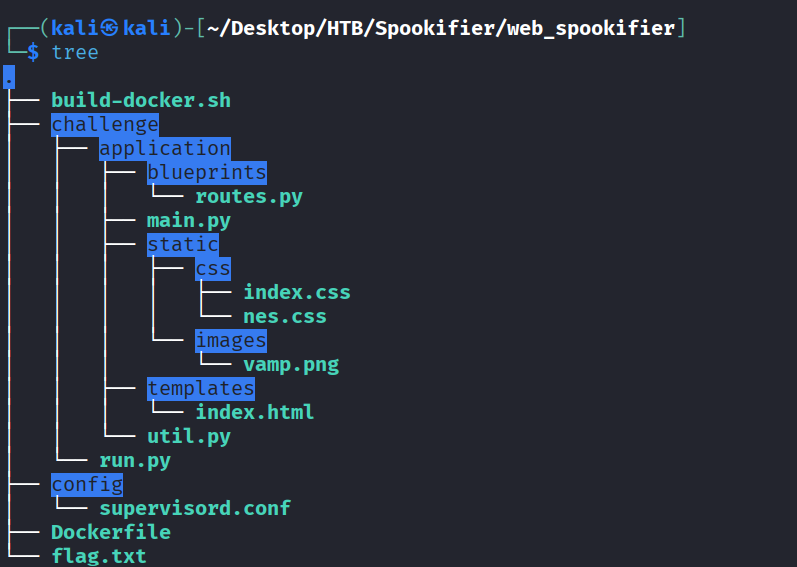 ┌──(kali㉿kali)-[~/Desktop/HTB/Spookifier/web_spookifier]
└─$ tree
.
├── build-docker.sh
├── challenge
│   ├── application
│   │   ├── blueprints
│   │   │   └── routes.py
│   │   ├── main.py
│   │   ├── static
│   │   │   ├── css
│   │   │   │   ├── index.css
│   │   │   │   └── nes.css
│   │   │   └── images
│   │   │       └── vamp.png
│   │   ├── templates
│   │   │   └── index.html
│   │   └── util.py
│   └── run.py
├── config
│   └── supervisord.conf
├── Dockerfile
└── flag.txt